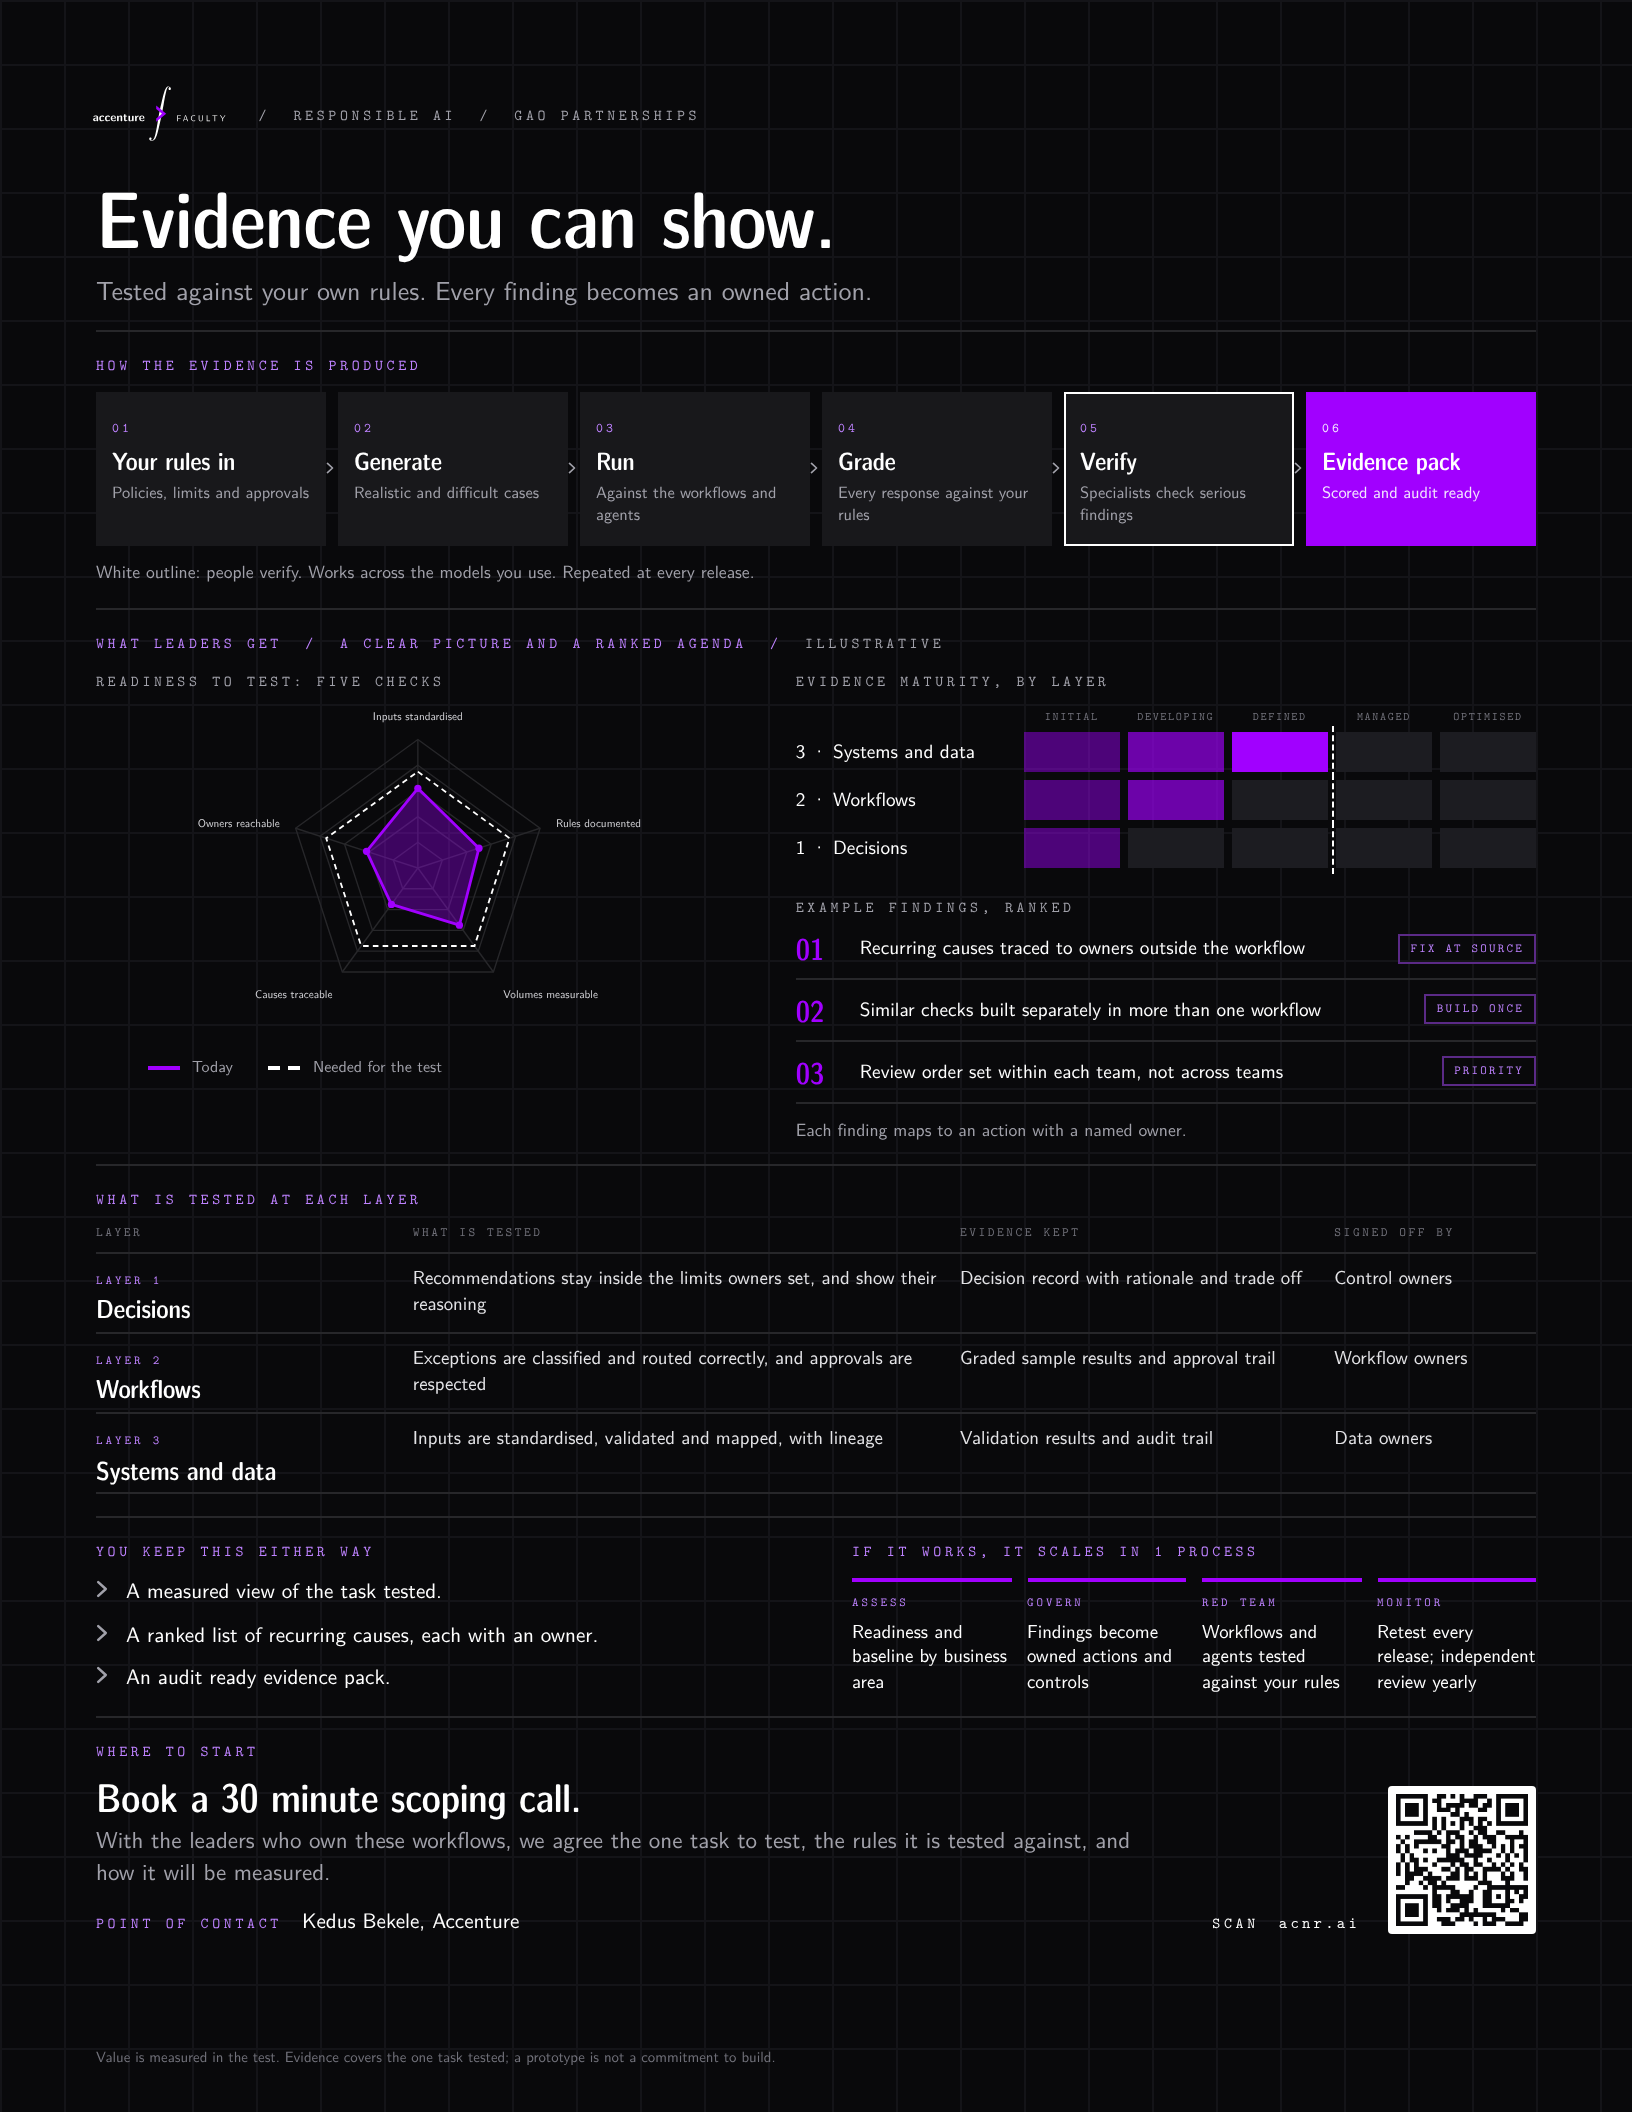 accenture FACULTY / RESPONSIBLE AI / GAO PARTNERSHIPS
Evidence you can show.
Tested against your own rules. Every finding becomes an owned action.
HOW THE EVIDENCE IS PRODUCED
01
Your rules in
Policies, limits and approvals
02
Generate
Realistic and difficult cases
03
Run
Against the workflows and
agents
04
Grade
Every response against your
rules
05
Verify
Specialists check serious
findings
06
Evidence pack
Scored and audit ready
White outline: people verify. Works across the models you use. Repeated at every release.
WHAT LEADERS GET / A CLEAR PICTURE AND A RANKED AGENDA / ILLUSTRATIVE
READINESS TO TEST: FIVE CHECKS
Inputs standardised
Owners reachable
Rules documented
Causes traceable
Volumes measurable
Today
Needed for the test
EVIDENCE MATURITY, BY LAYER
INITIAL DEVELOPING DEFINED MANAGED OPTIMISED
3 · Systems and data
2 · Workflows
1 · Decisions
EXAMPLE FINDINGS, RANKED
01 Recurring causes traced to owners outside the workflow FIX AT SOURCE
02 Similar checks built separately in more than one workflow BUILD ONCE
03 Review order set within each team, not across teams PRIORITY
Each finding maps to an action with a named owner.
WHAT IS TESTED AT EACH LAYER
LAYER WHAT IS TESTED EVIDENCE KEPT SIGNED OFF BY
LAYER 1
Decisions
Recommendations stay inside the limits owners set, and show their
reasoning
Decision record with rationale and trade off
Control owners
LAYER 2
Workflows
Exceptions are classified and routed correctly, and approvals are
respected
Graded sample results and approval trail
Workflow owners
LAYER 3
Systems and data
Inputs are standardised, validated and mapped, with lineage
Validation results and audit trail
Data owners
YOU KEEP THIS EITHER WAY
A measured view of the task tested.
A ranked list of recurring causes, each with an owner.
An audit ready evidence pack.
IF IT WORKS, IT SCALES IN 1 PROCESS
ASSESS
Readiness and
baseline by business
area
GOVERN
Findings become
owned actions and
controls
RED TEAM
Workflows and
agents tested
against your rules
MONITOR
Retest every
release; independent
review yearly
WHERE TO START
Book a 30 minute scoping call.
With the leaders who own these workflows, we agree the one task to test, the rules it is tested against, and
how it will be measured.
POINT OF CONTACT Kedus Bekele, Accenture
SCAN acnr.ai
Value is measured in the test. Evidence covers the one task tested; a prototype is not a commitment to build.